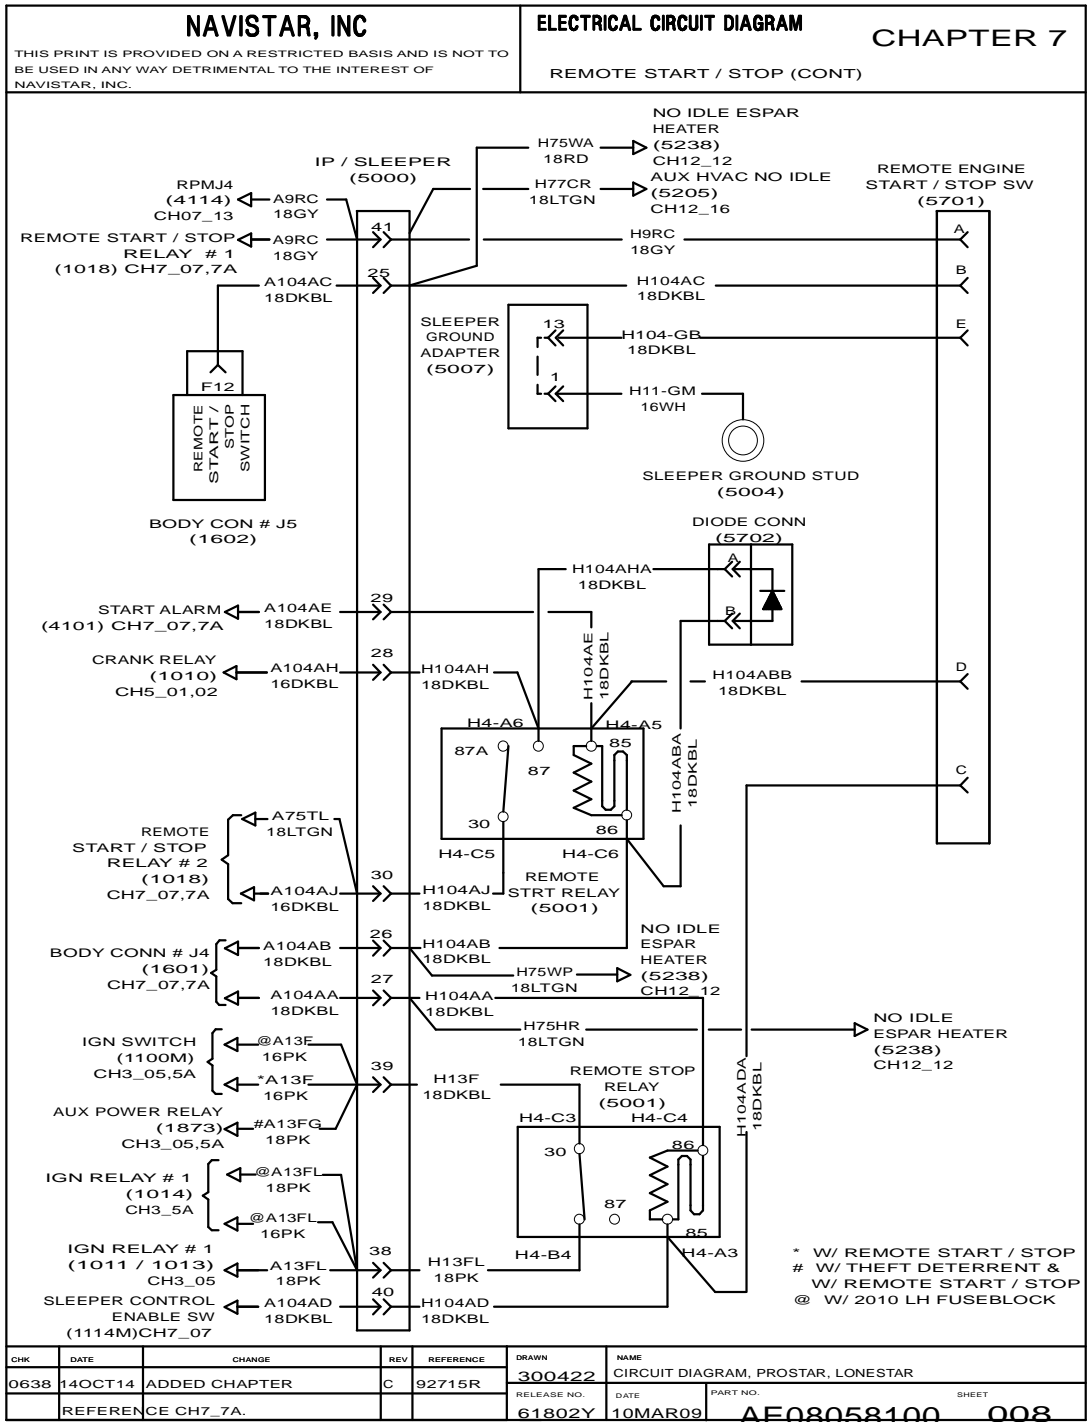 NAVISTAR, INC
THIS PRINT IS PROVIDED ON A RESTRICTED BASIS AND IS NOT TO
BE USED IN ANY WAY DETRIMENTAL TO THE INTEREST OF
NAVISTAR, INC.
ELECTRICAL CIRCUIT DIAGRAM
CHAPTER 7
REMOTE START / STOP (CONT)
NO IDLE ESPAR
HEATER
(5238)
CH12_12
H75WA
18RD
AUX HVAC NO IDLE
(5205)
CH12_16
H77CR
18LTGN
IP / SLEEPER
(5000)
REMOTE ENGINE
START / STOP SW
(5701)
RPMJ4
(4114)
CH07_13
A9RC
18GY
REMOTE START / STOP
RELAY # 1
(1018) CH7_07,7A
A9RC
18GY
41
H9RC
18GY
A
A104AC
18DKBL
25
H104AC
18DKBL
B
SLEEPER
GROUND
ADAPTER
(5007)
13
H104-GB
18DKBL
E
1
H11-GM
16WH
SLEEPER GROUND STUD
(5004)
F12
REMOTE
START /
STOP
SWITCH
BODY CON # J5
(1602)
DIODE CONN
(5702)
A
B
H104AHA
18DKBL
START ALARM
(4101) CH7_07,7A
A104AE
18DKBL
29
H104AE
18DKBL
CRANK RELAY
(1010)
CH5_01,02
A104AH
16DKBL
28
H104AH
18DKBL
H104ABB
18DKBL
D
H104ABA
18DKBL
C
H4-A6
H4-A5
87A
87
85
30
86
H4-C5
H4-C6
REMOTE
STRT RELAY
(5001)
REMOTE
START / STOP
RELAY # 2
(1018)
CH7_07,7A
A75TL
18LTGN
A104AJ
16DKBL
30
H104AJ
18DKBL
BODY CONN # J4
(1601)
CH7_07,7A
A104AB
18DKBL
26
H104AB
18DKBL
NO IDLE
ESPAR
HEATER
(5238)
CH12_12
H75WP
18LTGN
A104AA
18DKBL
27
H104AA
18DKBL
H75HR
18LTGN
NO IDLE
ESPAR HEATER
(5238)
CH12_12
IGN SWITCH
(1100M)
CH3_05,5A
@A13F
16PK
*A13F
16PK
39
H13F
18DKBL
AUX POWER RELAY
(1873)
CH3_05,5A
#A13FG
18PK
REMOTE STOP
RELAY
(5001)
H4-C3
H4-C4
30
86
87
85
H4-B4
H4-A3
H104ADA
18DKBL
IGN RELAY # 1
(1014)
CH3_5A
@A13FL
18PK
@A13FL
16PK
IGN RELAY # 1
(1011 / 1013)
CH3_05
A13FL
18PK
38
H13FL
18PK
SLEEPER CONTROL
ENABLE SW
(1114M)CH7_07
A104AD
18DKBL
40
H104AD
18DKBL
* W/ REMOTE START / STOP
# W/ THEFT DETERRENT &
W/ REMOTE START / STOP
@ W/ 2010 LH FUSEBLOCK
CHK DATE CHANGE REV REFERENCE
0638 14OCT14 ADDED CHAPTER C 92715R
REFERENCE CH7_7A.
DRAWN
300422
NAME
CIRCUIT DIAGRAM, PROSTAR, LONESTAR
RELEASE NO.
61802Y
DATE
10MAR09
PART NO.
AE08058100
SHEET
008